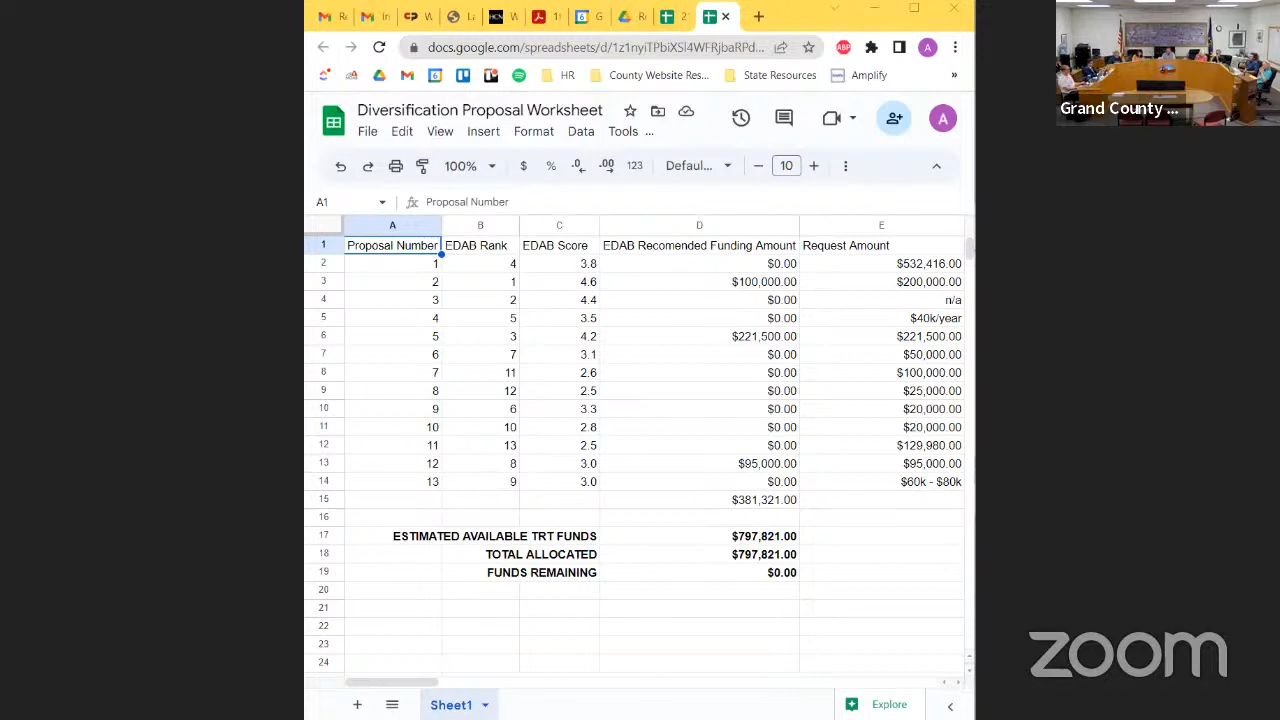 Re
In
W
La
HCN
W
1
6
G
Re
2
docs.google.com/spreadsheets/d/1z1nyiTPbiXSl4WFRjbaRPd...
ABP
A
HR
County Website Res...
State Resources
Amplify
»
Diversification Proposal Worksheet
File Edit View Insert Format Data Tools ...
A
100% $ % .0 .00 123 Defaul... − 10 +
A1 fx Proposal Number
A B C D E
1 Proposal Number EDAB Rank EDAB Score EDAB Recomended Funding Amount Request Amount
2 1 4 3.8 $0.00 $532,416.00
3 2 1 4.6 $100,000.00 $200,000.00
4 3 2 4.4 $0.00 n/a
5 4 5 3.5 $0.00 $40k/year
6 5 3 4.2 $221,500.00 $221,500.00
7 6 7 3.1 $0.00 $50,000.00
8 7 11 2.6 $0.00 $100,000.00
9 8 12 2.5 $0.00 $25,000.00
10 9 6 3.3 $0.00 $20,000.00
11 10 10 2.8 $0.00 $20,000.00
12 11 13 2.5 $0.00 $129,980.00
13 12 8 3.0 $95,000.00 $95,000.00
14 13 9 3.0 $0.00 $60k - $80k
15 $381,321.00
16
17 ESTIMATED AVAILABLE TRT FUNDS $797,821.00
18 TOTAL ALLOCATED $797,821.00
19 FUNDS REMAINING $0.00
20
21
22
23
24
+ Sheet1 Explore
Grand County ...
zoom